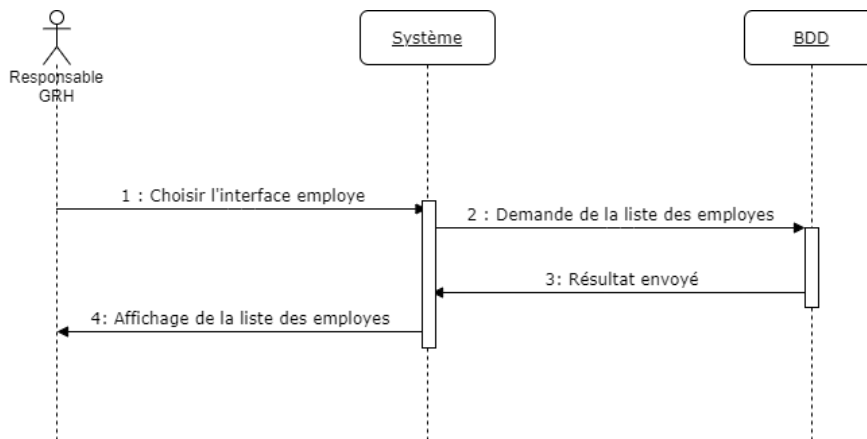 Système
BDD
Responsable
GRH
1 : Choisir l'interface employe
2 : Demande de la liste des employes
3: Résultat envoyé
4: Affichage de la liste des employes